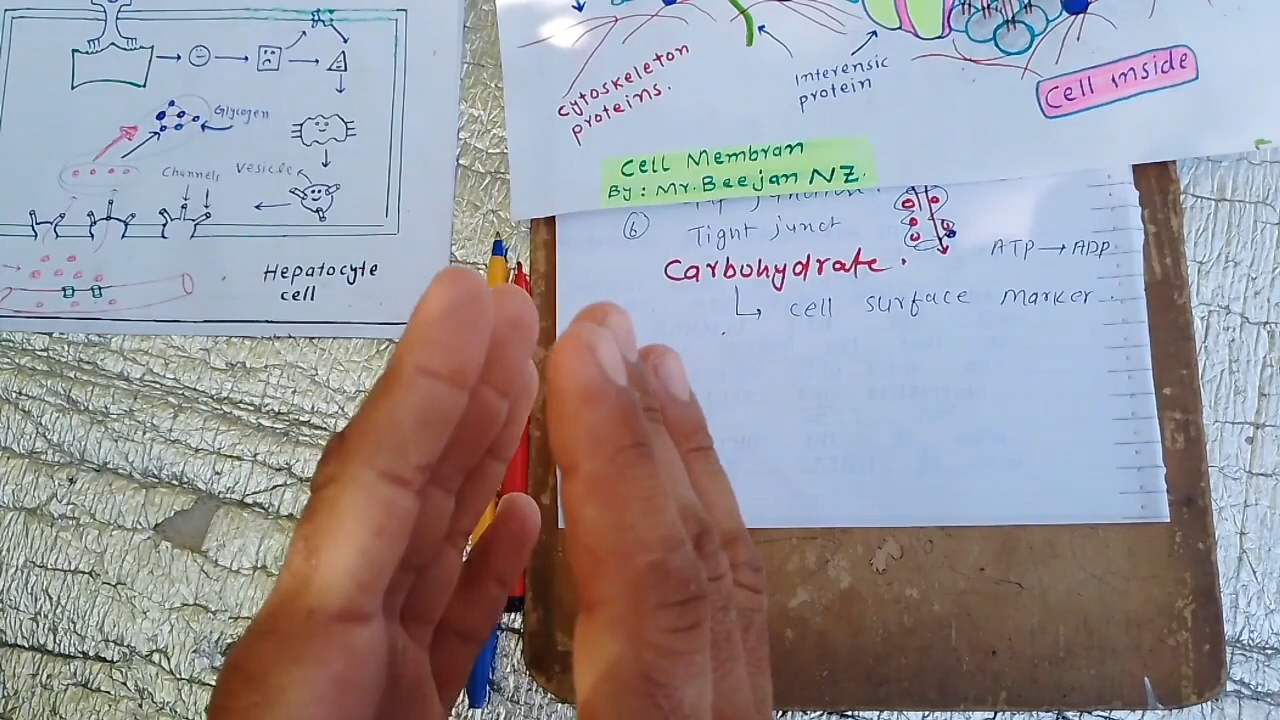 Glycogen
Channels
vesicle
Hepatocyte
cell
cytoskeleton
proteins.
Interensic
protein
Cell inside
Cell Membran
By: Mr. Beejan NZ.
6
Tight junct
Carbohydrate.
cell surface marker.
ATP → ADP